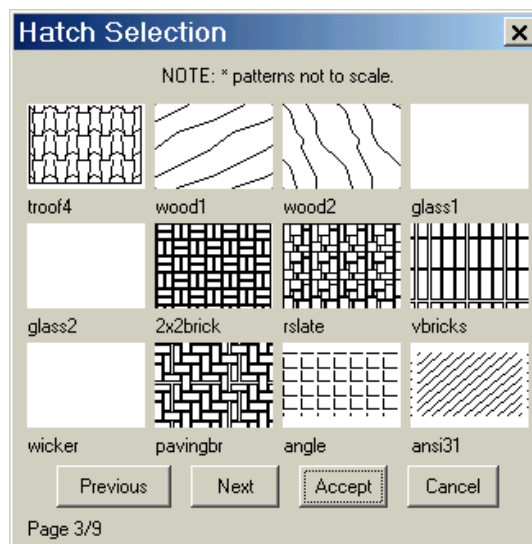 Hatch Selection
NOTE: * patterns not to scale.
troof4 wood1 wood2 glass1
glass2 2x2brick rslate vbricks
wicker pavingbr angle ansi31
Previous Next Accept Cancel
Page 3/9